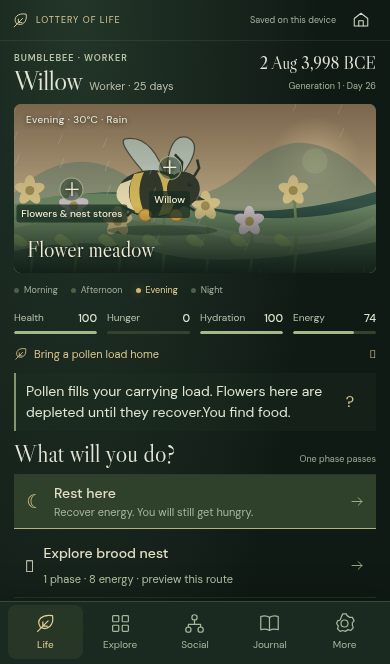 LOTTERY OF LIFE
Saved on this device
BUMBLEBEE · WORKER
2 Aug 3,998 BCE
Willow Worker · 25 days
Generation 1 · Day 26
Evening · 30°C · Rain
Willow
Flowers & nest stores
Flower meadow
Morning Afternoon Evening Night
Health 100 Hunger 0 Hydration 100 Energy 74
Bring a pollen load home
Pollen fills your carrying load. Flowers here are
depleted until they recover.You find food.
?
What will you do?
One phase passes
Rest here
Recover energy. You will still get hungry.
Explore brood nest
1 phase · 8 energy · preview this route
Life Explore Social Journal More